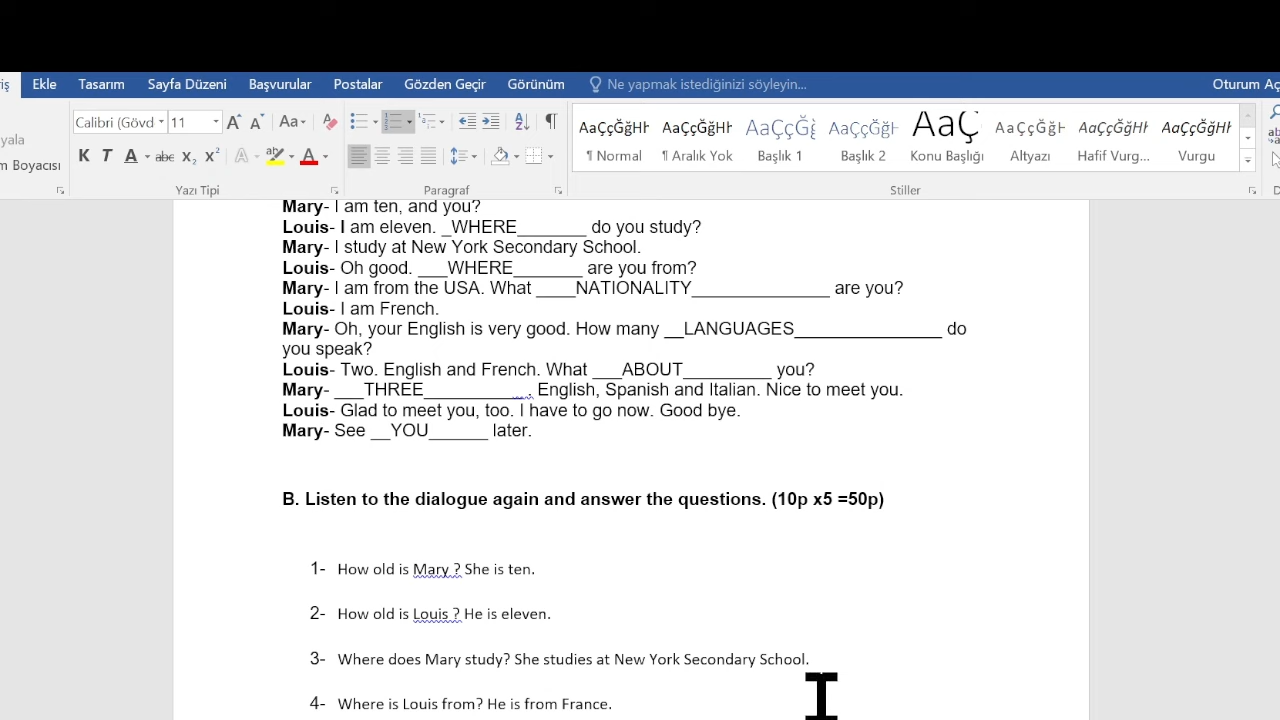 iş Ekle Tasarım Sayfa Düzeni Başvurular Postalar Gözden Geçir Görünüm Ne yapmak istediğinizi söyleyin... Oturum Aç
Calibri (Gövd 11 Aa
yala
m Boyacısı
K T A abc x₂ x² A A
AaÇçĞğHl AaÇçĞğHl AaÇçĞğ AaÇçĞğH AaÇ AaÇçĞğH AaÇçĞğHl AaÇçĞğHl
¶ Normal ¶ Aralık Yok Başlık 1 Başlık 2 Konu Başlığı Altyazı Hafif Vurg... Vurgu
Yazı Tipi Paragraf Stiller
Mary- I am ten, and you?
Louis- I am eleven. _WHERE_______ do you study?
Mary- I study at New York Secondary School.
Louis- Oh good. ___WHERE_______ are you from?
Mary- I am from the USA. What ____NATIONALITY______________ are you?
Louis- I am French.
Mary- Oh, your English is very good. How many __LANGUAGES_______________ do
you speak?
Louis- Two. English and French. What ___ABOUT_________ you?
Mary- ___THREE___________. English, Spanish and Italian. Nice to meet you.
Louis- Glad to meet you, too. I have to go now. Good bye.
Mary- See __YOU______ later.
B. Listen to the dialogue again and answer the questions. (10p x5 =50p)
1- How old is Mary ? She is ten.
2- How old is Louis ? He is eleven.
3- Where does Mary study? She studies at New York Secondary School.
4- Where is Louis from? He is from France.